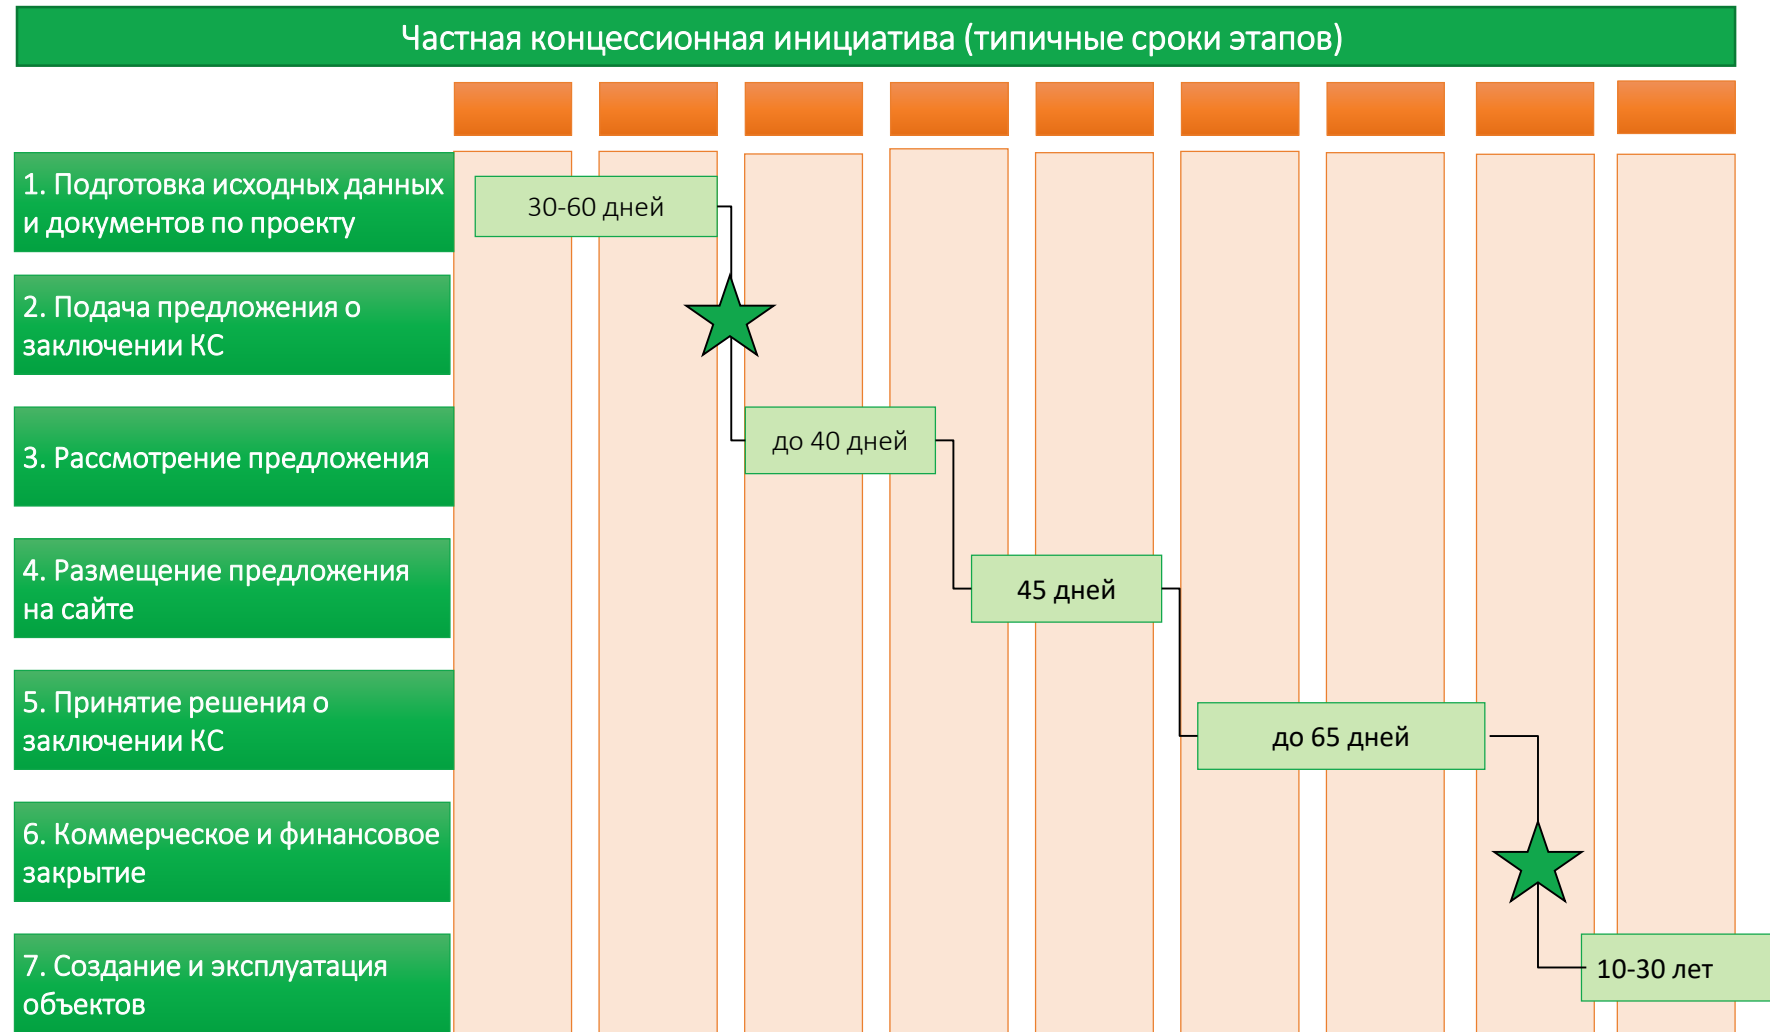 Частная концессионная инициатива (типичные сроки этапов)
1. Подготовка исходных данных
и документов по проекту
30-60 дней
2. Подача предложения о
заключении КС
3. Рассмотрение предложения
до 40 дней
4. Размещение предложения
на сайте
45 дней
5. Принятие решения о
заключении КС
до 65 дней
6. Коммерческое и финансовое
закрытие
7. Создание и эксплуатация
объектов
10-30 лет